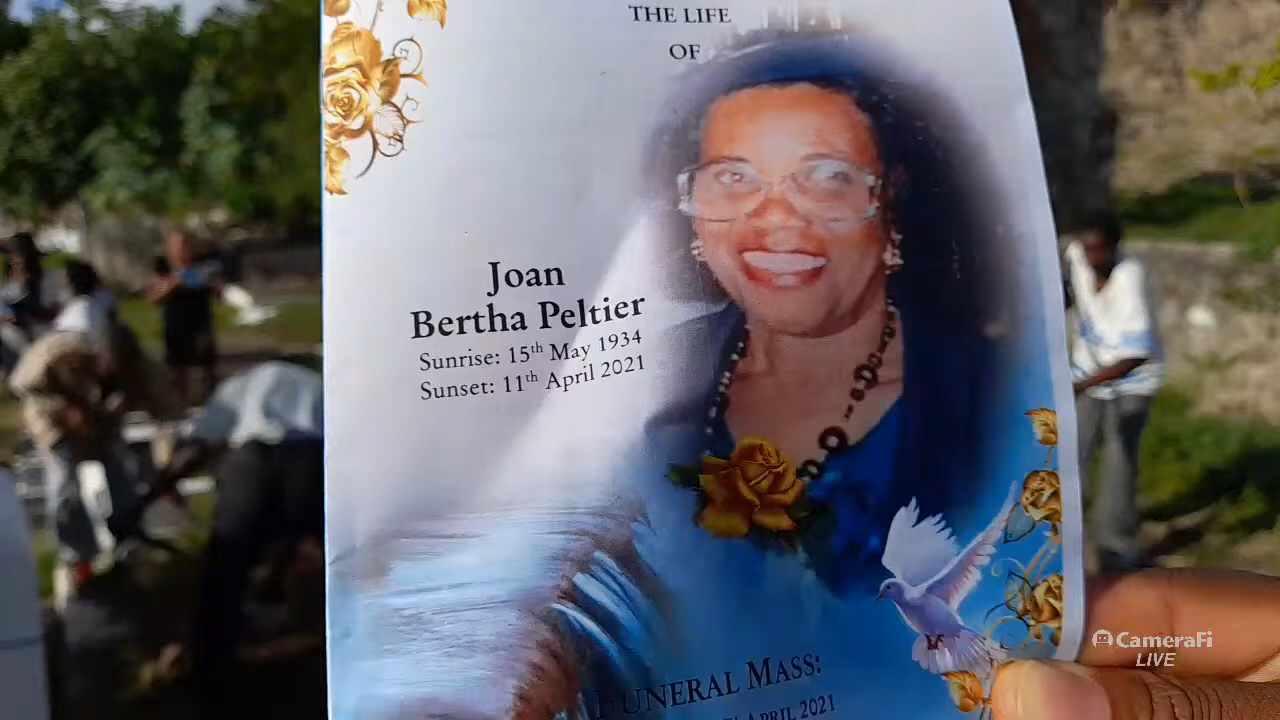 THE LIFE
OF
Joan
Bertha Peltier
Sunrise: 15th May 1934
Sunset: 11th April 2021
FUNERAL MASS:
APRIL 2021
CameraFi
LIVE